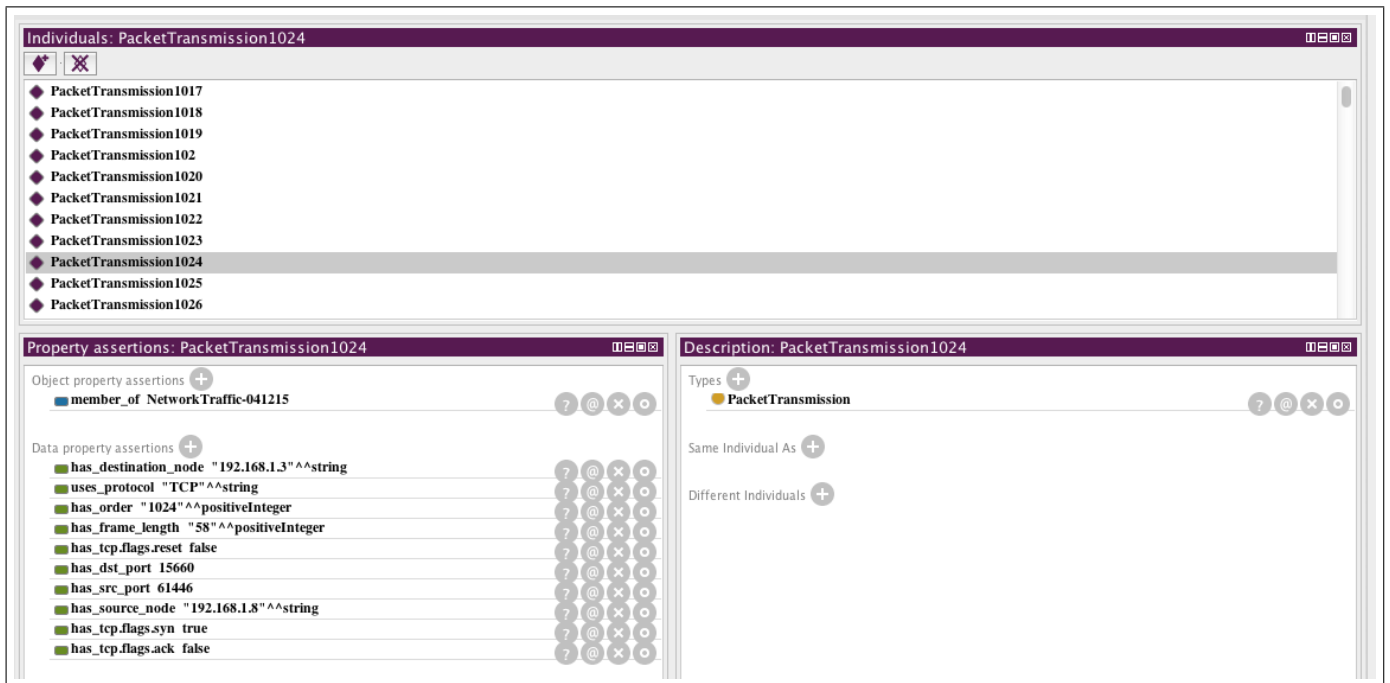 Individuals: PacketTransmission1024
PacketTransmission1017
PacketTransmission1018
PacketTransmission1019
PacketTransmission102
PacketTransmission1020
PacketTransmission1021
PacketTransmission1022
PacketTransmission1023
PacketTransmission1024
PacketTransmission1025
PacketTransmission1026
Property assertions: PacketTransmission1024
Object property assertions
member_of NetworkTraffic-041215
Data property assertions
has_destination_node "192.168.1.3"^^string
uses_protocol "TCP"^^string
has_order "1024"^^positiveInteger
has_frame_length "58"^^positiveInteger
has_tcp.flags.reset false
has_dst_port 15660
has_src_port 61446
has_source_node "192.168.1.8"^^string
has_tcp.flags.syn true
has_tcp.flags.ack false
Description: PacketTransmission1024
Types
PacketTransmission
Same Individual As
Different Individuals